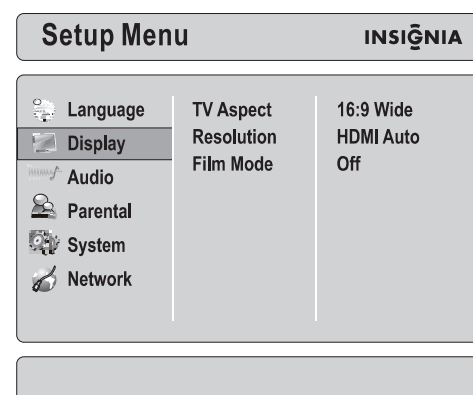 Setup Menu INSIGNIA
Language TV Aspect 16:9 Wide
Display Resolution HDMI Auto
Audio Film Mode Off
Parental
System
Network